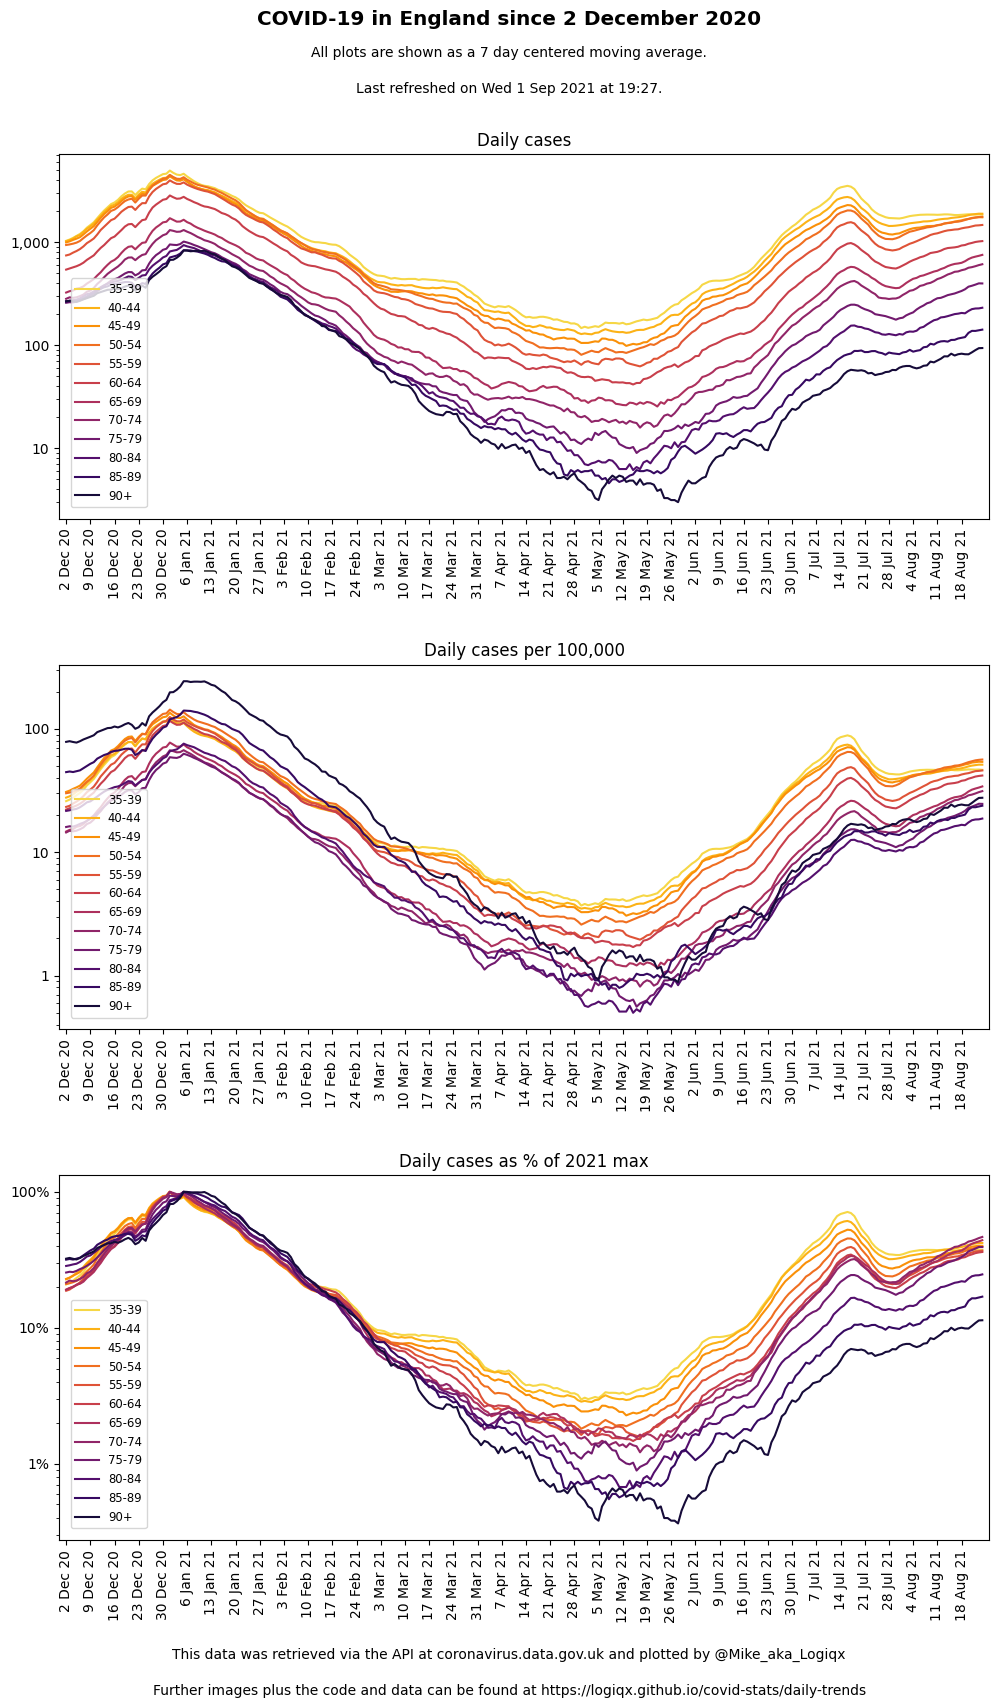 COVID-19 in England since 2 December 2020
All plots are shown as a 7 day centered moving average.
Last refreshed on Wed 1 Sep 2021 at 19:27.
Daily cases
1,000
100
10
35-39
40-44
45-49
50-54
55-59
60-64
65-69
70-74
75-79
80-84
85-89
90+
2 Dec 20
9 Dec 20
16 Dec 20
23 Dec 20
30 Dec 20
6 Jan 21
13 Jan 21
20 Jan 21
27 Jan 21
3 Feb 21
10 Feb 21
17 Feb 21
24 Feb 21
3 Mar 21
10 Mar 21
17 Mar 21
24 Mar 21
31 Mar 21
7 Apr 21
14 Apr 21
21 Apr 21
28 Apr 21
5 May 21
12 May 21
19 May 21
26 May 21
2 Jun 21
9 Jun 21
16 Jun 21
23 Jun 21
30 Jun 21
7 Jul 21
14 Jul 21
21 Jul 21
28 Jul 21
4 Aug 21
11 Aug 21
18 Aug 21
Daily cases per 100,000
100
10
1
35-39
40-44
45-49
50-54
55-59
60-64
65-69
70-74
75-79
80-84
85-89
90+
2 Dec 20
9 Dec 20
16 Dec 20
23 Dec 20
30 Dec 20
6 Jan 21
13 Jan 21
20 Jan 21
27 Jan 21
3 Feb 21
10 Feb 21
17 Feb 21
24 Feb 21
3 Mar 21
10 Mar 21
17 Mar 21
24 Mar 21
31 Mar 21
7 Apr 21
14 Apr 21
21 Apr 21
28 Apr 21
5 May 21
12 May 21
19 May 21
26 May 21
2 Jun 21
9 Jun 21
16 Jun 21
23 Jun 21
30 Jun 21
7 Jul 21
14 Jul 21
21 Jul 21
28 Jul 21
4 Aug 21
11 Aug 21
18 Aug 21
Daily cases as % of 2021 max
100%
10%
1%
35-39
40-44
45-49
50-54
55-59
60-64
65-69
70-74
75-79
80-84
85-89
90+
2 Dec 20
9 Dec 20
16 Dec 20
23 Dec 20
30 Dec 20
6 Jan 21
13 Jan 21
20 Jan 21
27 Jan 21
3 Feb 21
10 Feb 21
17 Feb 21
24 Feb 21
3 Mar 21
10 Mar 21
17 Mar 21
24 Mar 21
31 Mar 21
7 Apr 21
14 Apr 21
21 Apr 21
28 Apr 21
5 May 21
12 May 21
19 May 21
26 May 21
2 Jun 21
9 Jun 21
16 Jun 21
23 Jun 21
30 Jun 21
7 Jul 21
14 Jul 21
21 Jul 21
28 Jul 21
4 Aug 21
11 Aug 21
18 Aug 21
This data was retrieved via the API at coronavirus.data.gov.uk and plotted by @Mike_aka_Logiqx
Further images plus the code and data can be found at https://logiqx.github.io/covid-stats/daily-trends